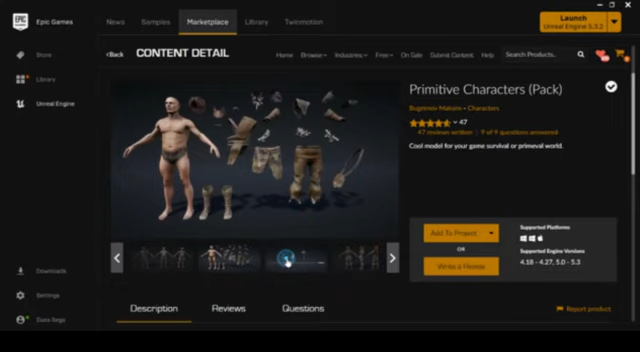 EPIC GAMES
Epic Games
News
Samples
Marketplace
Library
Twinmotion
Launch
Unreal Engine 5.3.2
Store
Library
Unreal Engine
Downloads
Settings
<Back
CONTENT DETAIL
Home
Browse
Industries
Free
On Sale
Submit Content
Help
Search Products...
Primitive Characters (Pack)
- Characters
47
47 reviews written | 9 of 9 questions answered
Cool model for your game survival or primeval world.
Add To Project
OR
Write a Review
Supported Platforms
Supported Engine Versions
4.18 - 4.27, 5.0 - 5.3
Description
Reviews
Questions
Report product